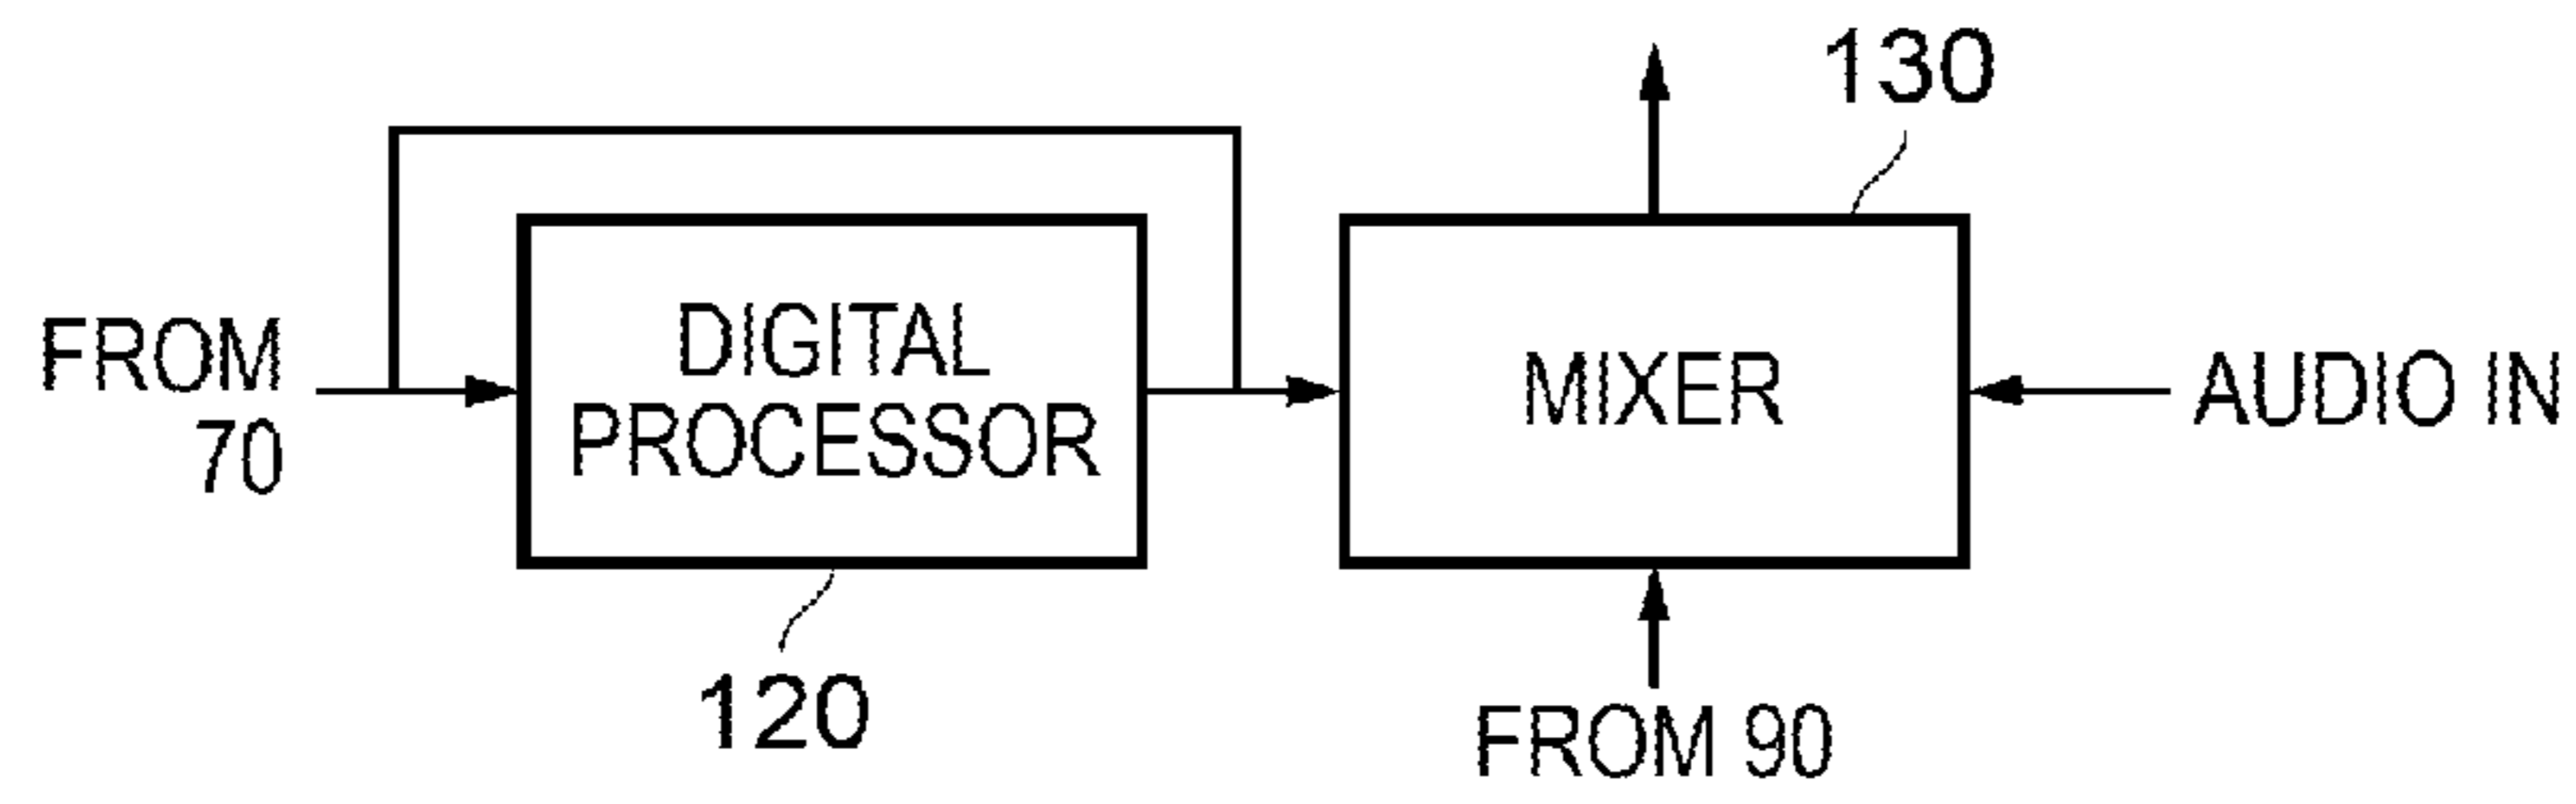 130
FROM
70
DIGITAL
PROCESSOR
MIXER
AUDIO IN
120
FROM 90